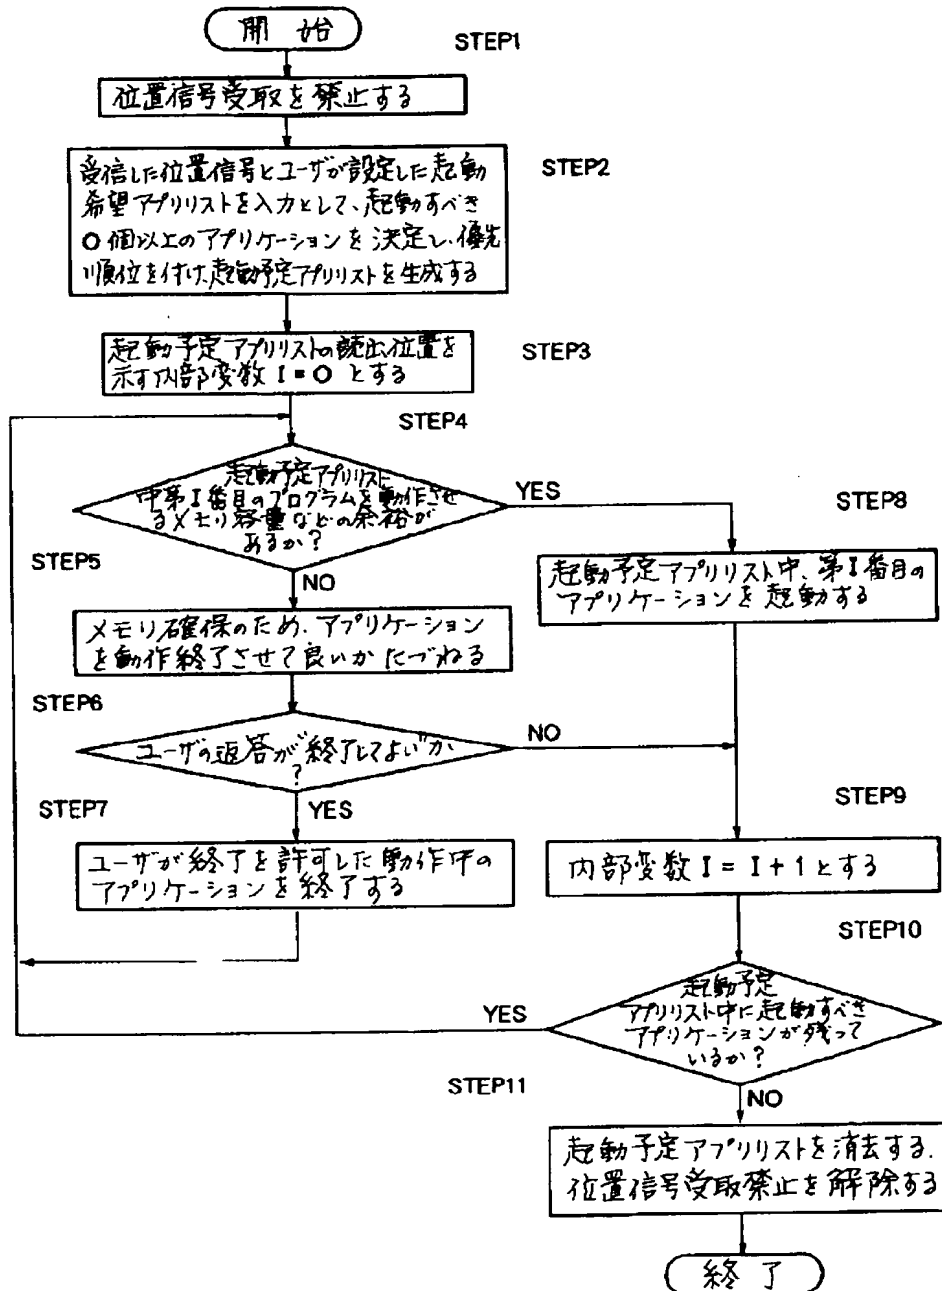 開始
STEP1
位置信号受取を禁止する
STEP2
受信した位置信号とユーザが設定した起動
希望アプリリストを入力として、起動すべき
0個以上のアプリケーションを決定し、優先
順位を付け、起動予定アプリリストを生成する
STEP3
起動予定アプリリストの読出位置を
示す内部変数 I=0 とする
STEP4
起動予定アプリリスト
中第I番目のプログラムを動作させ
るメモリ容量などの余裕が
あるか?
YES
NO
STEP5
メモリ確保のため、アプリケーション
を動作終了させて良いかたづねる
STEP6
ユーザの返答が"終了してよい"か
?
NO
YES
STEP7
ユーザが終了を許可した動作中の
アプリケーションを終了する
STEP8
起動予定アプリリスト中、第I番目の
アプリケーションを起動する
STEP9
内部変数 I=I+1とする
STEP10
起動予定
アプリリスト中に起動すべき
アプリケーションが残って
いるか?
YES
NO
STEP11
起動予定アプリリストを消去する.
位置信号受取禁止を解除する
終了